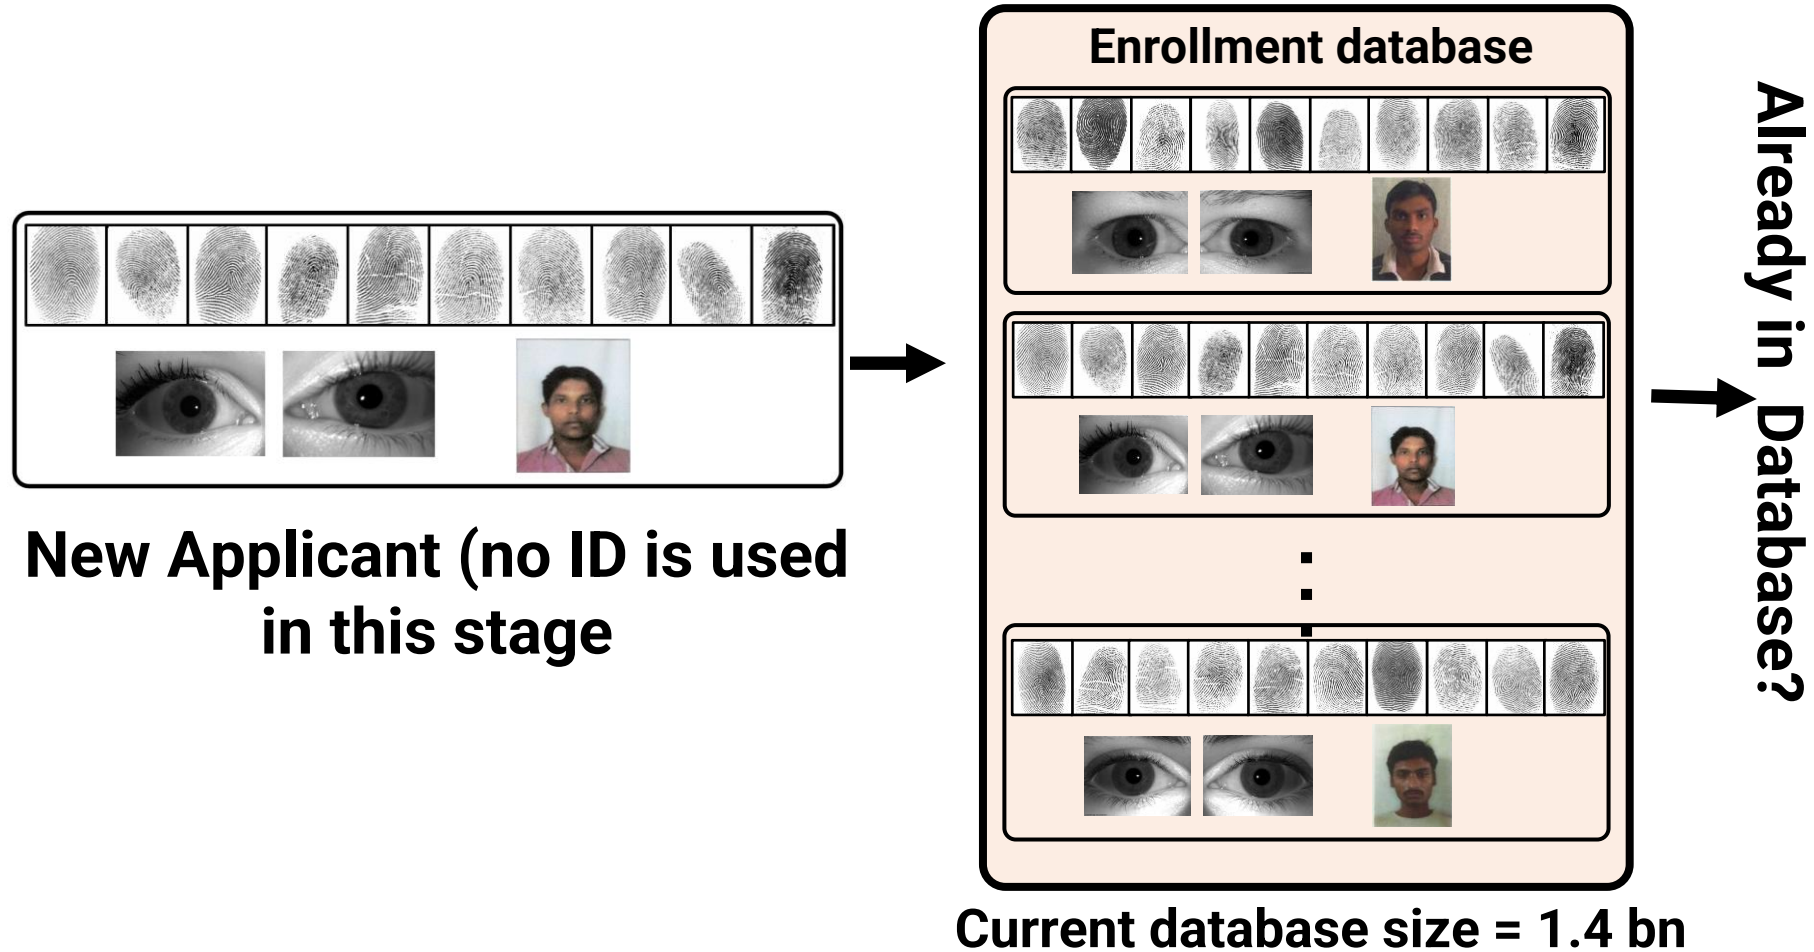 Enrollment database
New Applicant (no ID is used
in this stage
Already in Database?
Current database size = 1.4 bn